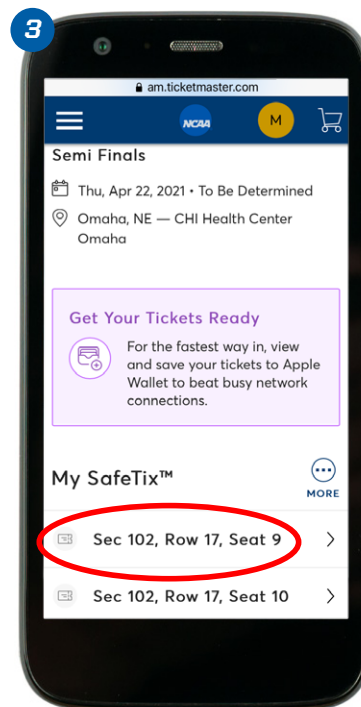 3
am.ticketmaster.com
NCAA
M
Semi Finals
Thu, Apr 22, 2021 • To Be Determined
Omaha, NE — CHI Health Center
Omaha
Get Your Tickets Ready
For the fastest way in, view
and save your tickets to Apple
Wallet to beat busy network
connections.
My SafeTix™
MORE
Sec 102, Row 17, Seat 9
Sec 102, Row 17, Seat 10